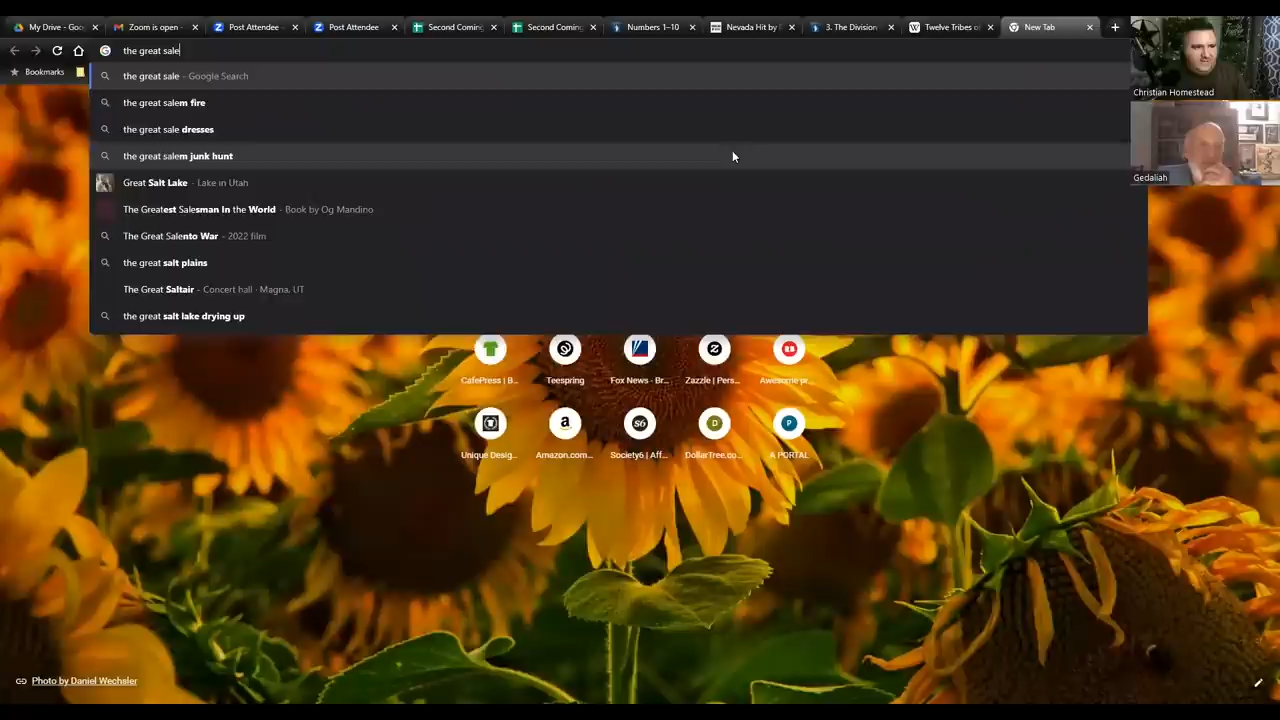 My Drive - Goo
Zoom is open -
Post Attendee -
Post Attendee
Second Coming
Second Coming
Numbers 1–10
Nevada Hit by
3. The Division
Twelve Tribes of
New Tab
the great sale
Bookmarks
the great sale - Google Search
the great salem fire
the great sale dresses
the great salem junk hunt
Great Salt Lake - Lake in Utah
The Greatest Salesman In the World - Book by Og Mandino
The Great Salento War - 2022 film
the great salt plains
The Great Saltair - Concert hall · Magna, UT
the great salt lake drying up
Christian Homestead
Gedaliah
CafePress | B...
Teespring
Fox News - Br...
Zazzle | Pers...
Awesome pr...
Unique Desig...
Amazon.com...
Society6 | Aff...
DollarTree.co...
A PORTAL
Photo by Daniel Wechsler